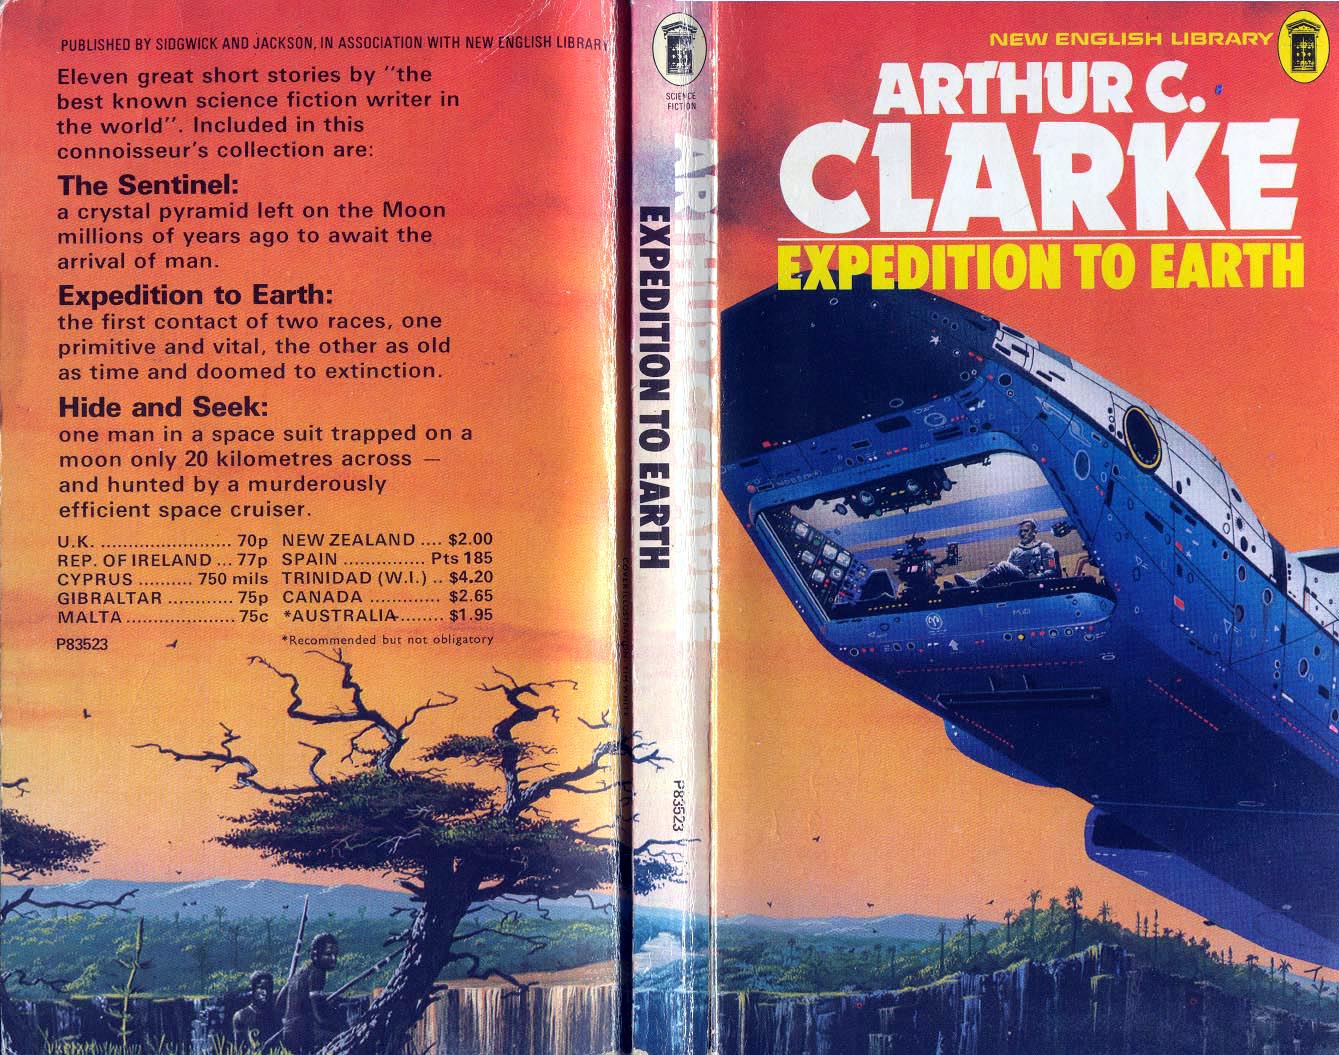 PUBLISHED BY SIDGWICK AND JACKSON, IN ASSOCIATION WITH NEW ENGLISH LIBRARY
Eleven great short stories by "the
best known science fiction writer in
the world". Included in this
connoisseur's collection are:
The Sentinel:
a crystal pyramid left on the Moon
millions of years ago to await the
arrival of man.
Expedition to Earth:
the first contact of two races, one
primitive and vital, the other as old
as time and doomed to extinction.
Hide and Seek:
one man in a space suit trapped on a
moon only 20 kilometres across —
and hunted by a murderously
efficient space cruiser.
U.K. ........................ 70p
REP. OF IRELAND ... 77p
CYPRUS .......... 750 mils
GIBRALTAR ............ 75p
MALTA ..................... 75c
NEW ZEALAND .... $2.00
SPAIN ............... Pts 185
TRINIDAD (W.I.) .. $4.20
CANADA ............. $2.65
*AUSTRALIA ........ $1.95
*Recommended but not obligatory
P83523
SCIENCE
FICTION
ARTHUR C. CLARKE
EXPEDITION TO EARTH
P83523
NEW ENGLISH LIBRARY
ARTHUR C.
CLARKE
EXPEDITION TO EARTH